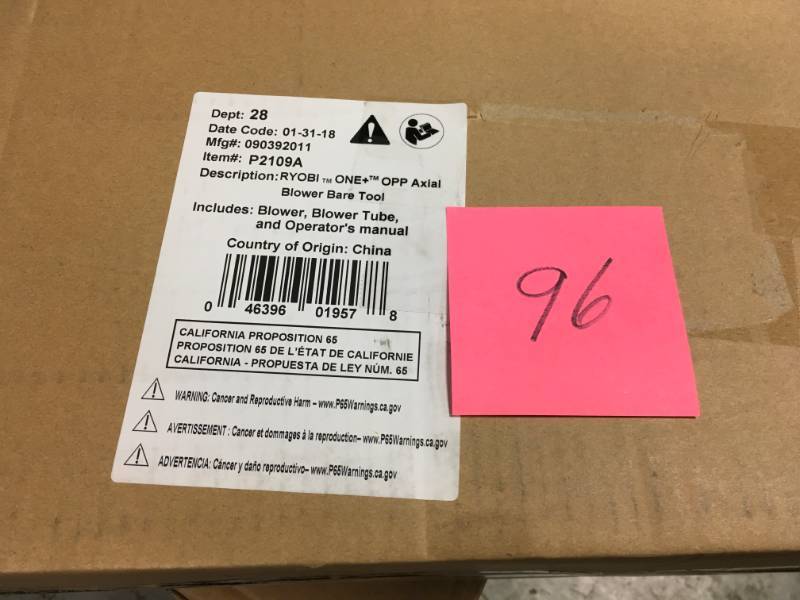 Dept: 28
Date Code: 01-31-18
Mfg#: 090392011
Item#: P2109A
Description: RYOBI ™ ONE+™ OPP Axial
Blower Bare Tool
Includes: Blower, Blower Tube,
and Operator's manual
Country of Origin: China
0 46396 01957 8
CALIFORNIA PROPOSITION 65
PROPOSITION 65 DE L'ÉTAT DE CALIFORNIE
CALIFORNIA - PROPUESTA DE LEY NÚM. 65
WARNING: Cancer and Reproductive Harm – www.P65Warnings.ca.gov
AVERTISSEMENT : Cancer et dommages à la reproduction– www.P65Warnings.ca.gov
ADVERTENCIA: Cáncer y daño reproductivo– www.P65Warnings.ca.gov
96